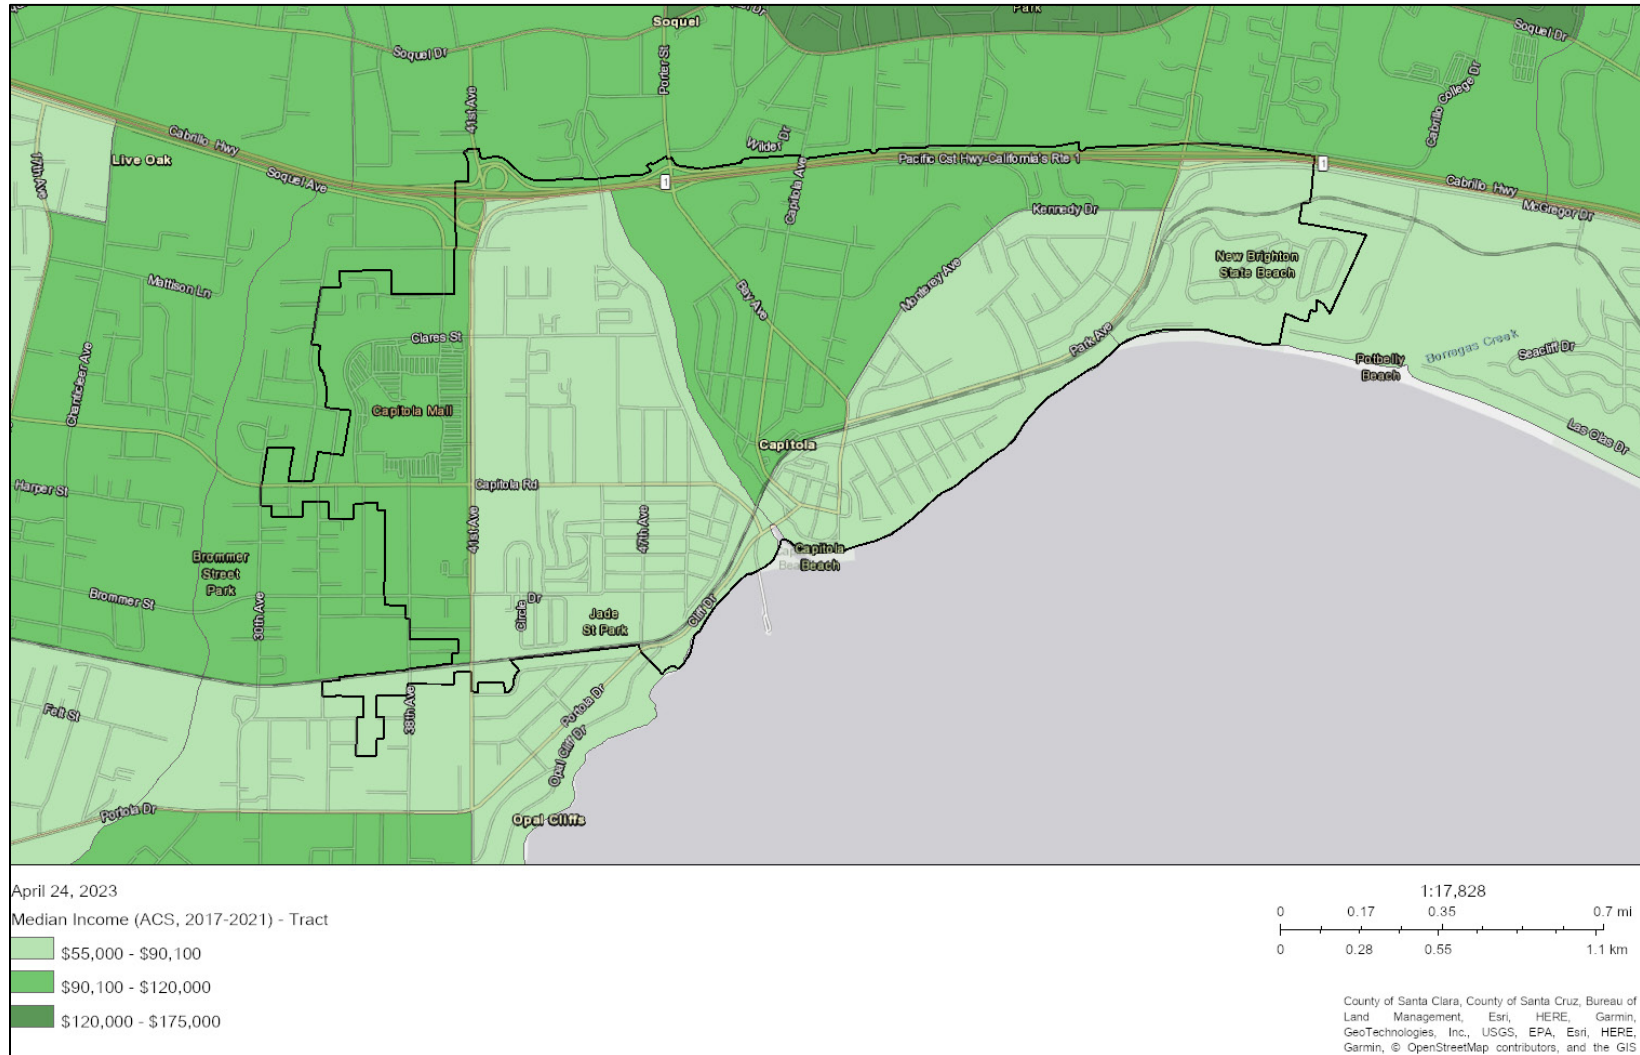 Soquel
Park
Soquel Dr
Soquel Dr
Porter St
41st Ave
Cabrillo College Dr
Wilder Dr
Cabrillo Hwy
Live Oak
17th Ave
Soquel Ave
Pacific Cst Hwy-California's Rte 1
1
1
Capitola Ave
Cabrillo Hwy
McGregor Dr
Kennedy Dr
New Brighton
State Beach
Mattison Ln
Bay Ave
Monterey Ave
Clares St
Park Ave
Borregas Creek
Seacliff Dr
Potbelly
Beach
Chanticleer Ave
Capitola Mall
Las Olas Dr
Capitola
Harper St
Capitola Rd
41st Ave
47th Ave
Capitola
Beach
Brommer
Street
Park
Brommer St
30th Ave
Circle Dr
Jade
St Park
Cliff Dr
Felt St
38th Ave
Portola Dr
Opal Cliff Dr
Portola Dr
Opal Cliffs
April 24, 2023
Median Income (ACS, 2017-2021) - Tract
$55,000 - $90,100
$90,100 - $120,000
$120,000 - $175,000
1:17,828
0 0.17 0.35 0.7 mi
0 0.28 0.55 1.1 km
County of Santa Clara, County of Santa Cruz, Bureau of
Land Management, Esri, HERE, Garmin,
GeoTechnologies, Inc., USGS, EPA, Esri, HERE,
Garmin, © OpenStreetMap contributors, and the GIS